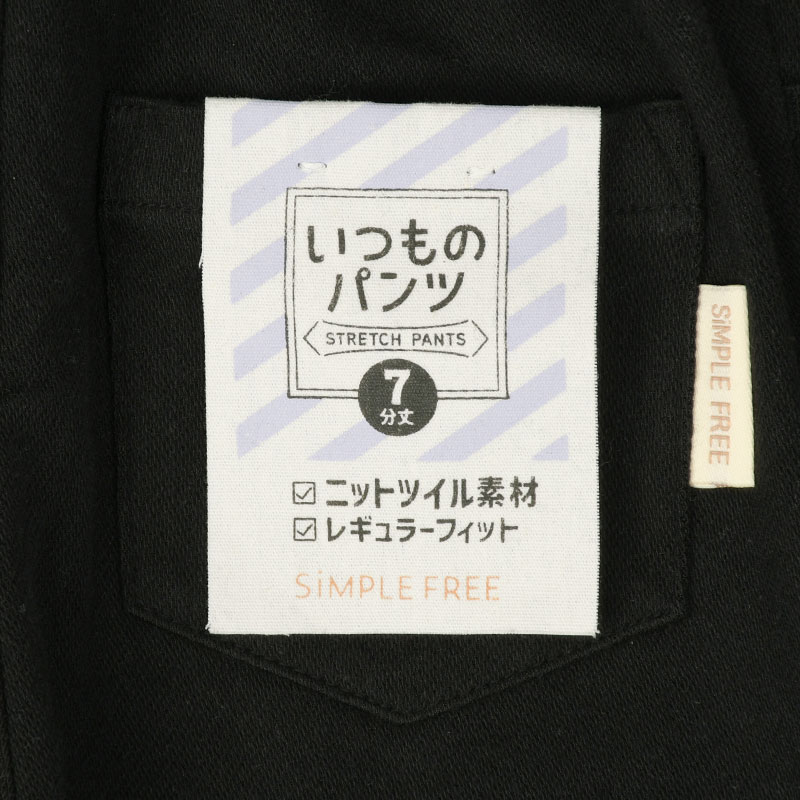 いつもの
パンツ
STRETCH PANTS
7
分丈
☑ ニットツイル素材
☑ レギュラーフィット
SiMPLE FREE
SiMPLE FREE